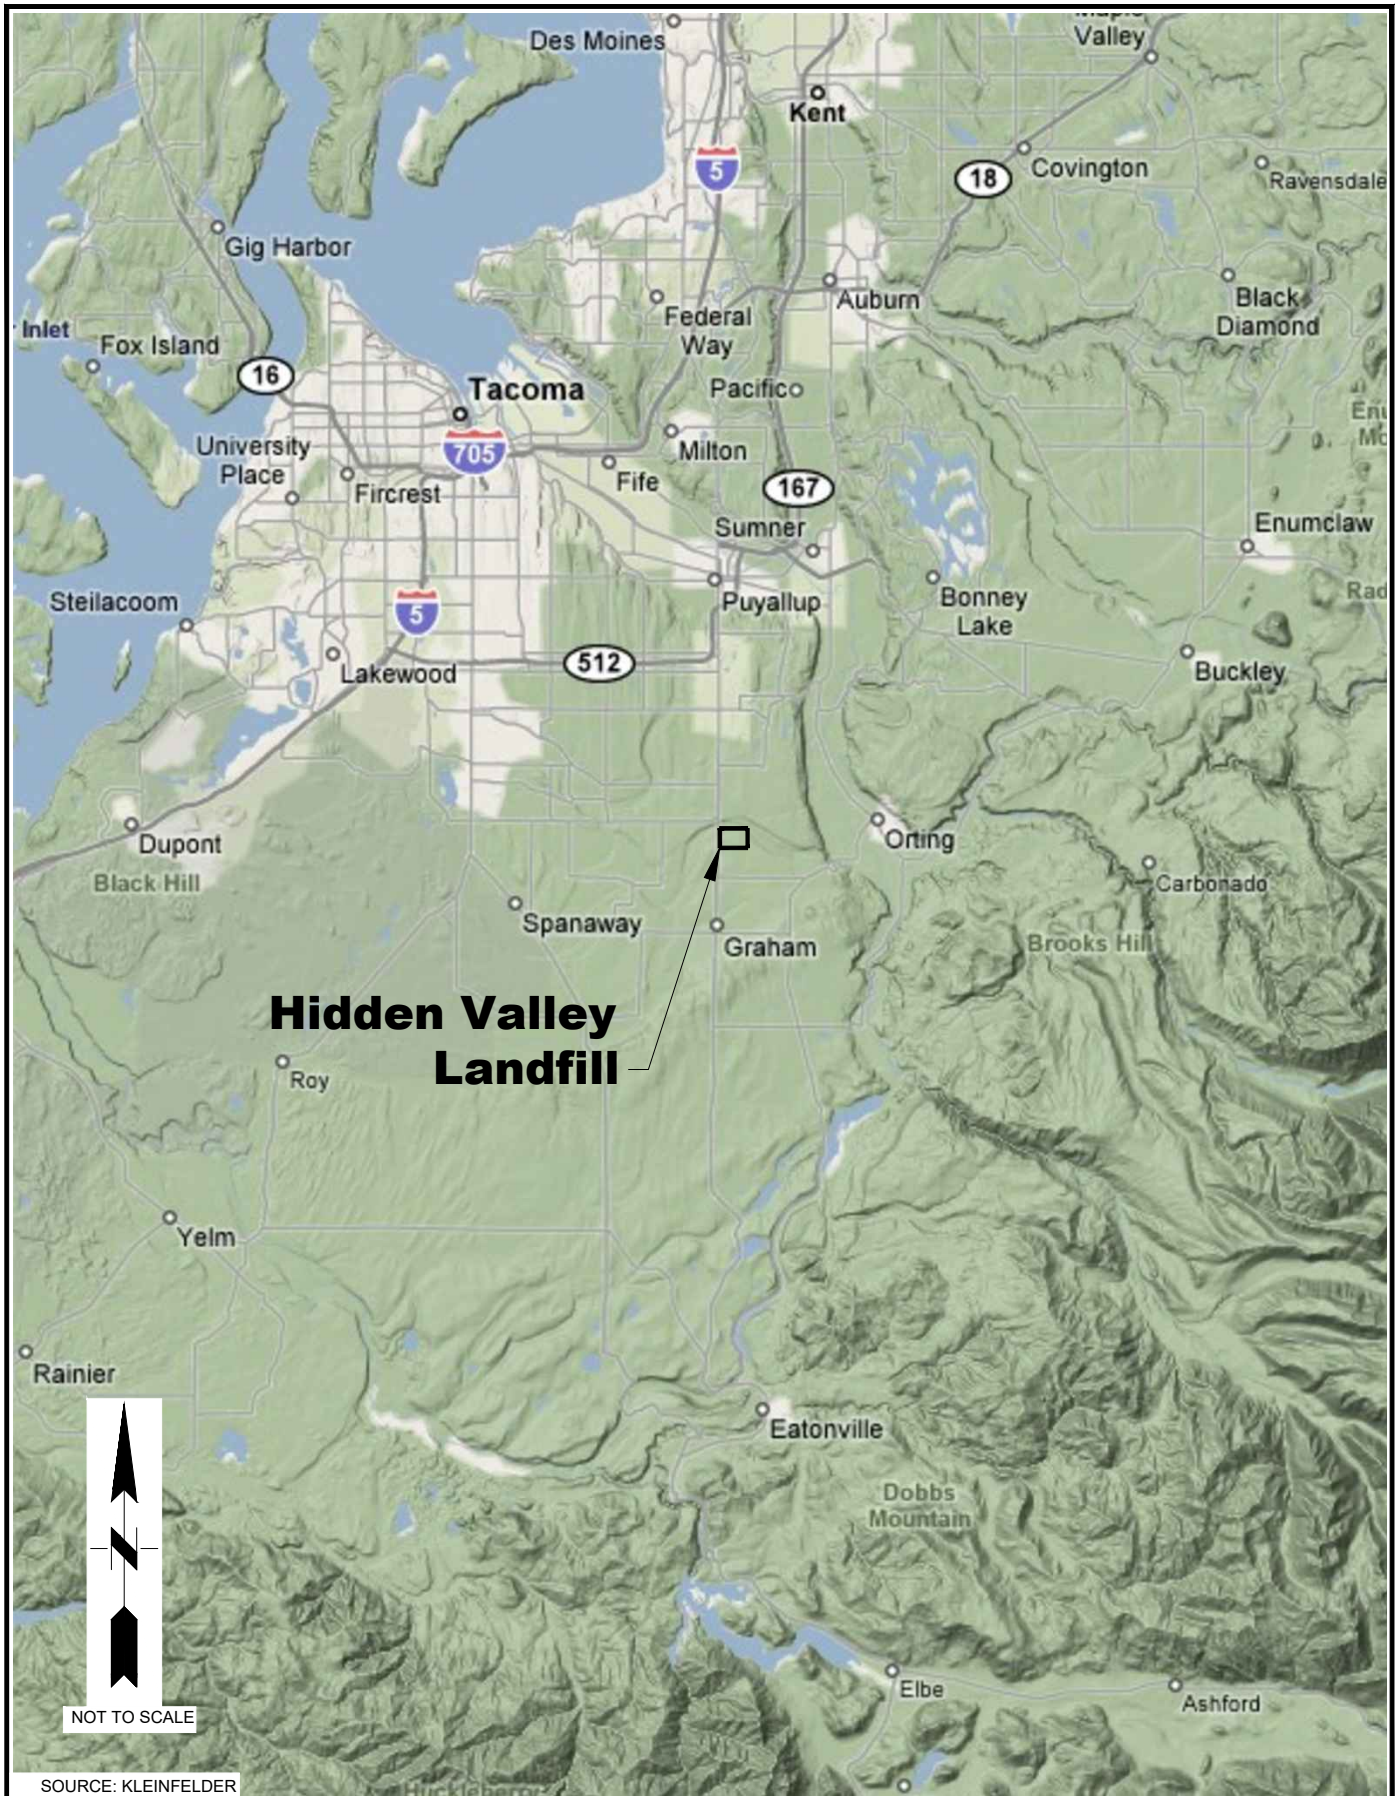 Des Moines
Maple
Valley
Kent
5
18
Covington
Ravensdale
Gig Harbor
Auburn
Black
Diamond
Federal
Way
Inlet
Fox Island
16
Tacoma
Pacific
705
University
Place
Milton
Fife
Fircrest
167
Sumner
Enumclaw
Steilacoom
5
Puyallup
Bonney
Lake
512
Lakewood
Buckley
Dupont
Orting
Black Hill
Carbonado
Spanaway
Graham
Brooks Hill
Hidden Valley
Landfill
Roy
Yelm
Rainier
Eatonville
Dobbs
Mountain
N
Elbe
Ashford
NOT TO SCALE
SOURCE: KLEINFELDER